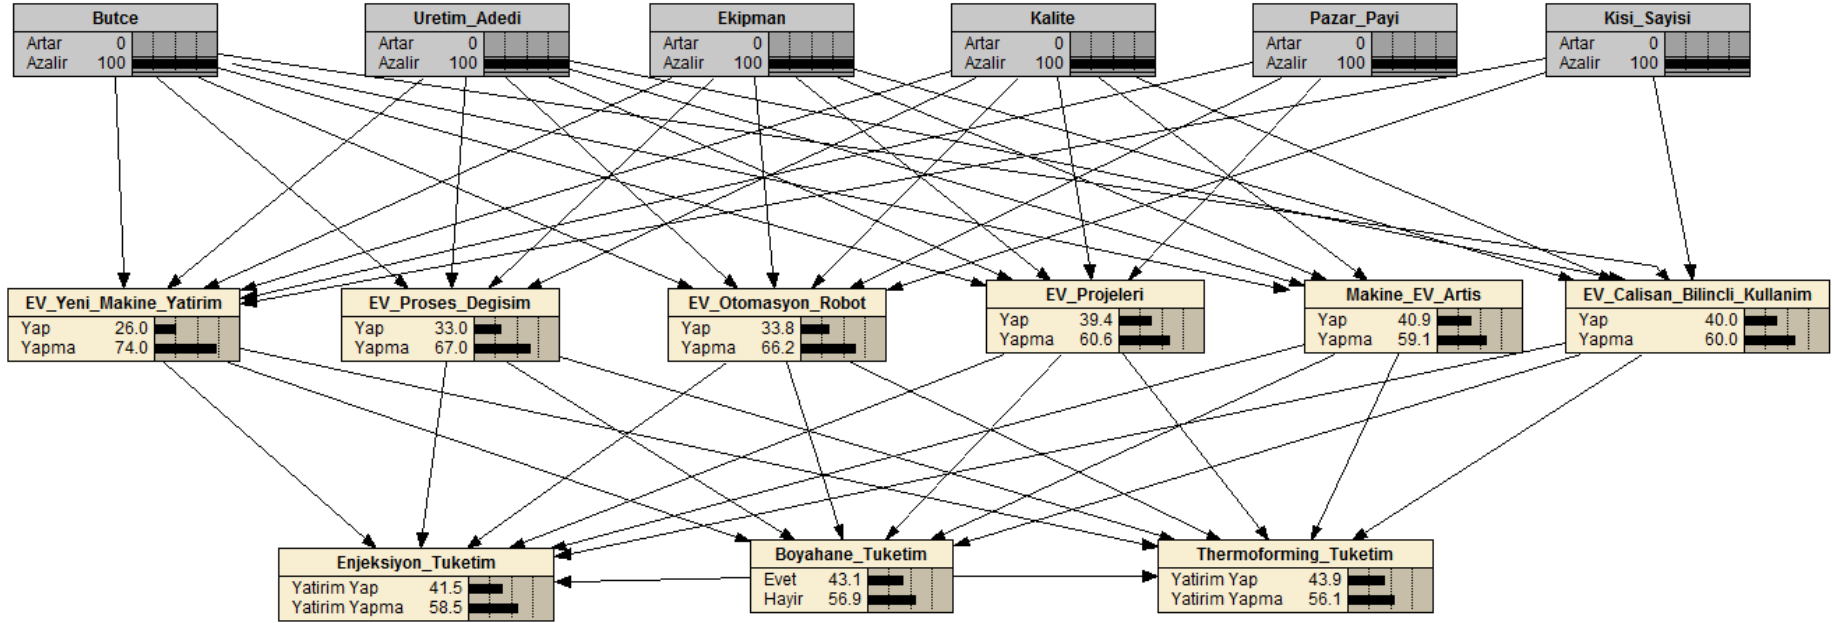 Butce
Artar 0
Azalir 100
Uretim_Adedi
Artar 0
Azalir 100
Ekipman
Artar 0
Azalir 100
Kalite
Artar 0
Azalir 100
Pazar_Payi
Artar 0
Azalir 100
Kisi_Sayisi
Artar 0
Azalir 100
EV_Yeni_Makine_Yatirim
Yap 26.0
Yapma 74.0
EV_Proses_Degisim
Yap 33.0
Yapma 67.0
EV_Otomasyon_Robot
Yap 33.8
Yapma 66.2
EV_Projeleri
Yap 39.4
Yapma 60.6
Makine_EV_Artis
Yap 40.9
Yapma 59.1
EV_Calisan_Bilincli_Kullanim
Yap 40.0
Yapma 60.0
Enjeksiyon_Tuketim
Yatirim Yap 41.5
Yatirim Yapma 58.5
Boyahane_Tuketim
Evet 43.1
Hayir 56.9
Thermoforming_Tuketim
Yatirim Yap 43.9
Yatirim Yapma 56.1